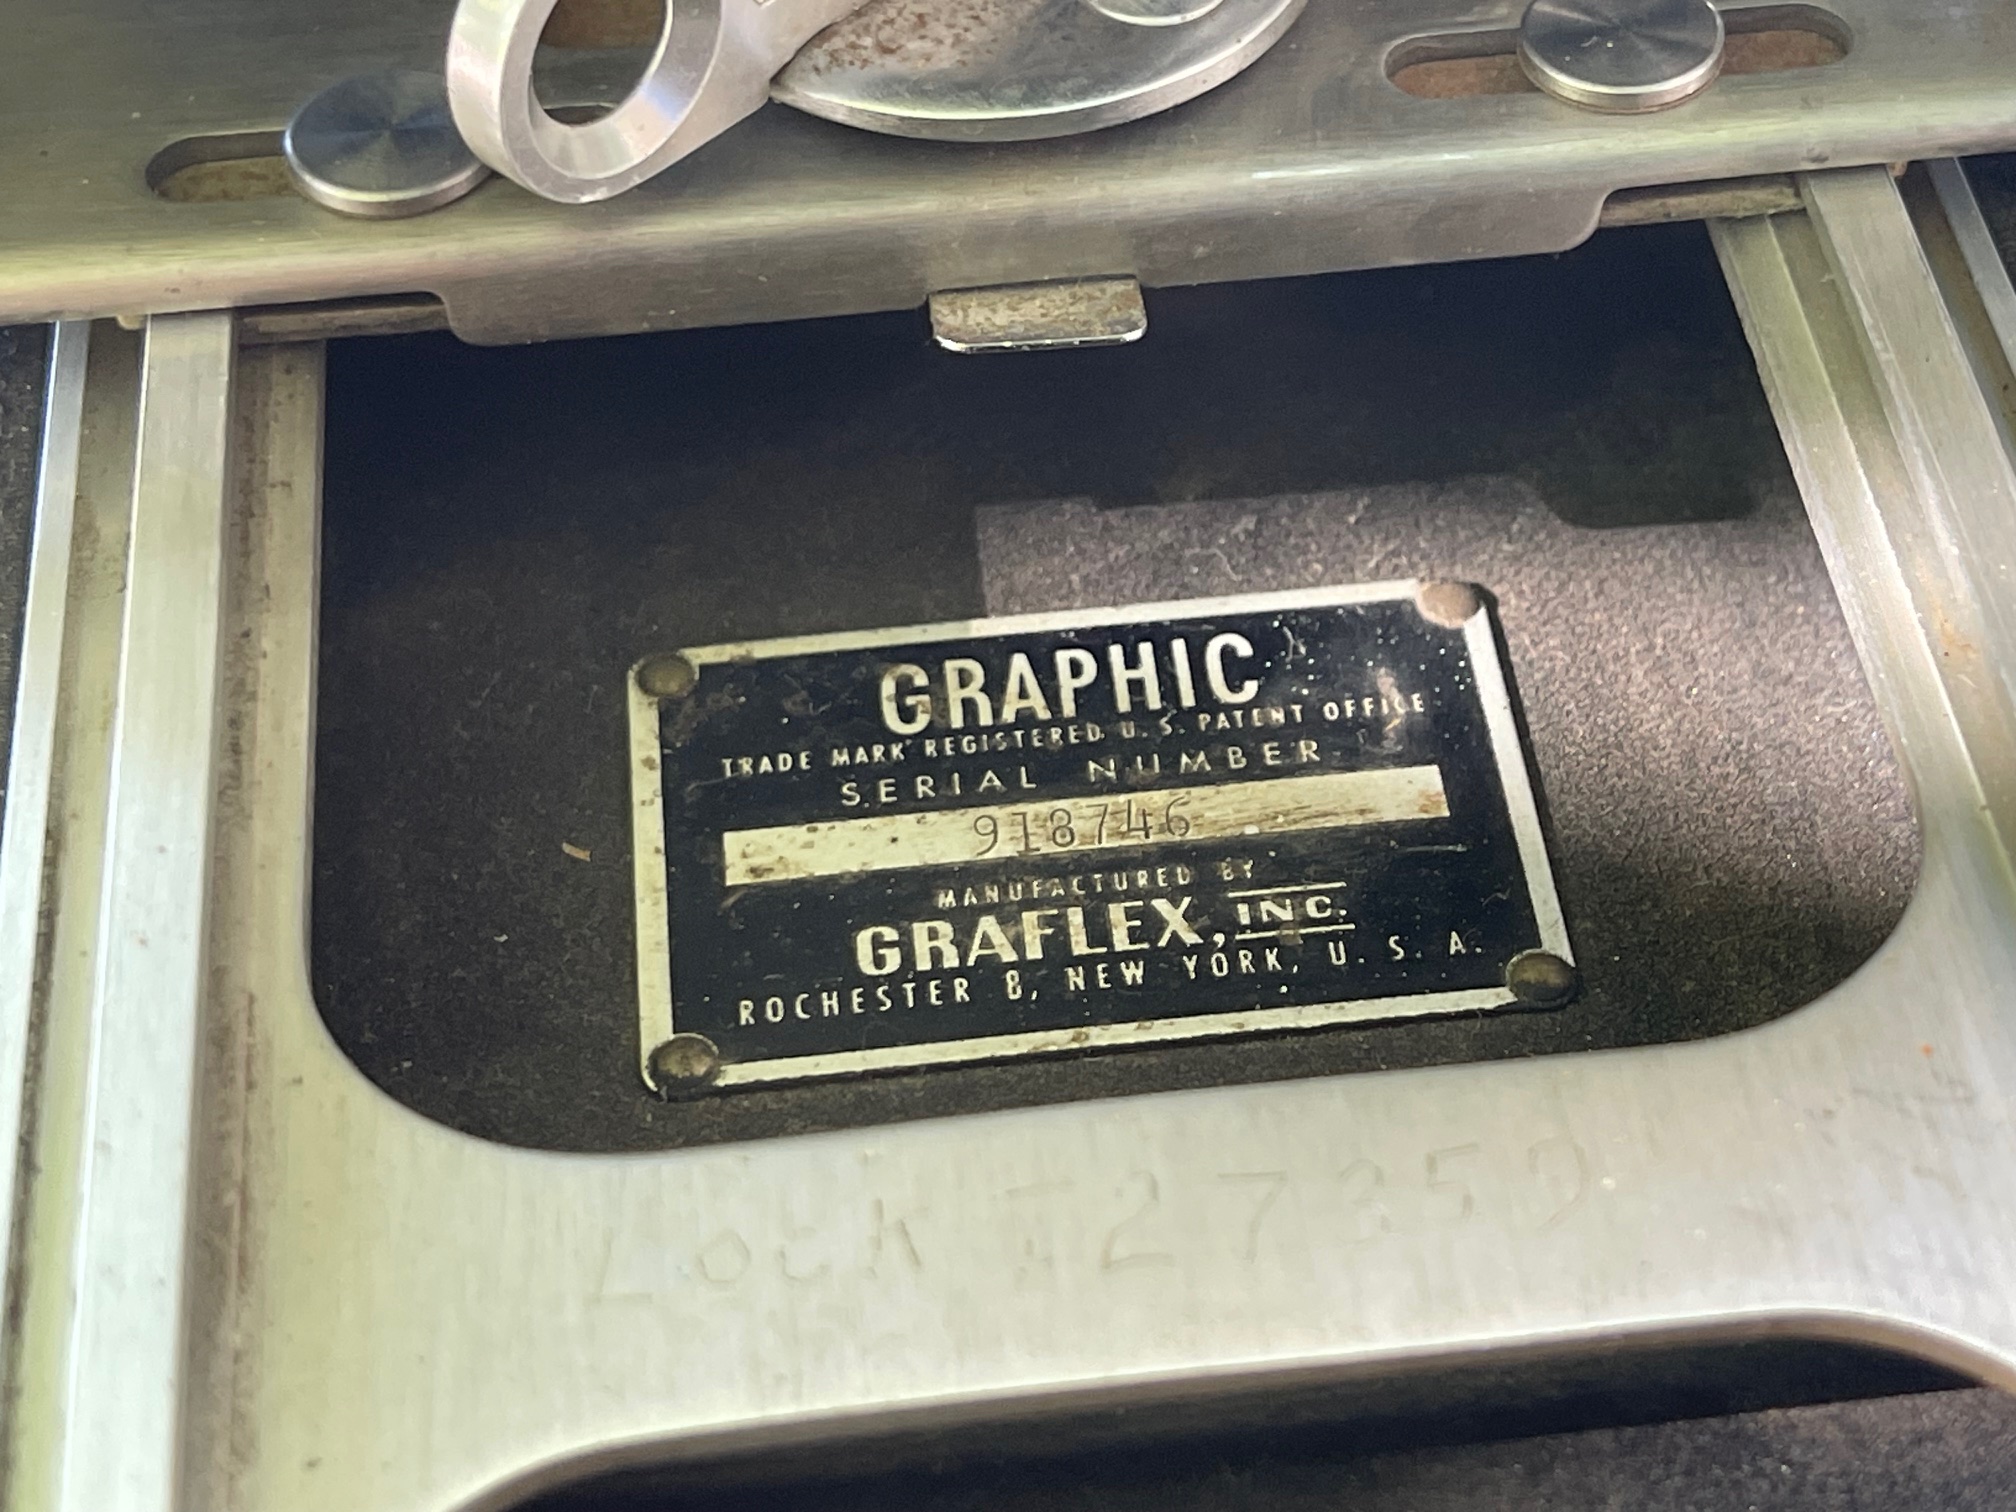 GRAPHIC
TRADE MARK REGISTERED U. S. PATENT OFFICE
SERIAL NUMBER
918746
MANUFACTURED BY
GRAFLEX, INC.
ROCHESTER 8, NEW YORK, U. S. A.
LOCK